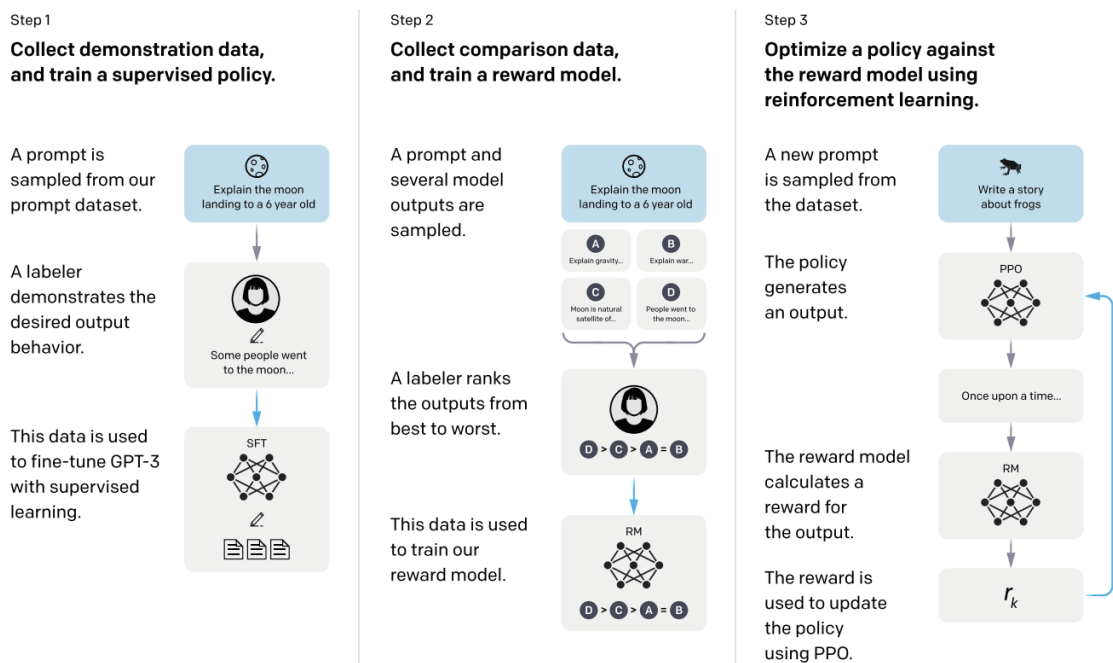 Step 1
Collect demonstration data,
and train a supervised policy.
A prompt is
sampled from our
prompt dataset.
Explain the moon
landing to a 6 year old
A labeler
demonstrates the
desired output
behavior.
Some people went
to the moon...
This data is used
to fine-tune GPT-3
with supervised
learning.
SFT
Step 2
Collect comparison data,
and train a reward model.
A prompt and
several model
outputs are
sampled.
Explain the moon
landing to a 6 year old
A
Explain gravity...
B
Explain war...
C
Moon is natural
satellite of...
D
People went to
the moon...
A labeler ranks
the outputs from
best to worst.
D > C > A = B
This data is used
to train our
reward model.
RM
D > C > A = B
Step 3
Optimize a policy against
the reward model using
reinforcement learning.
A new prompt
is sampled from
the dataset.
Write a story
about frogs
The policy
generates
an output.
PPO
Once upon a time...
The reward model
calculates a
reward for
the output.
RM
The reward is
used to update
the policy
using PPO.
r_k